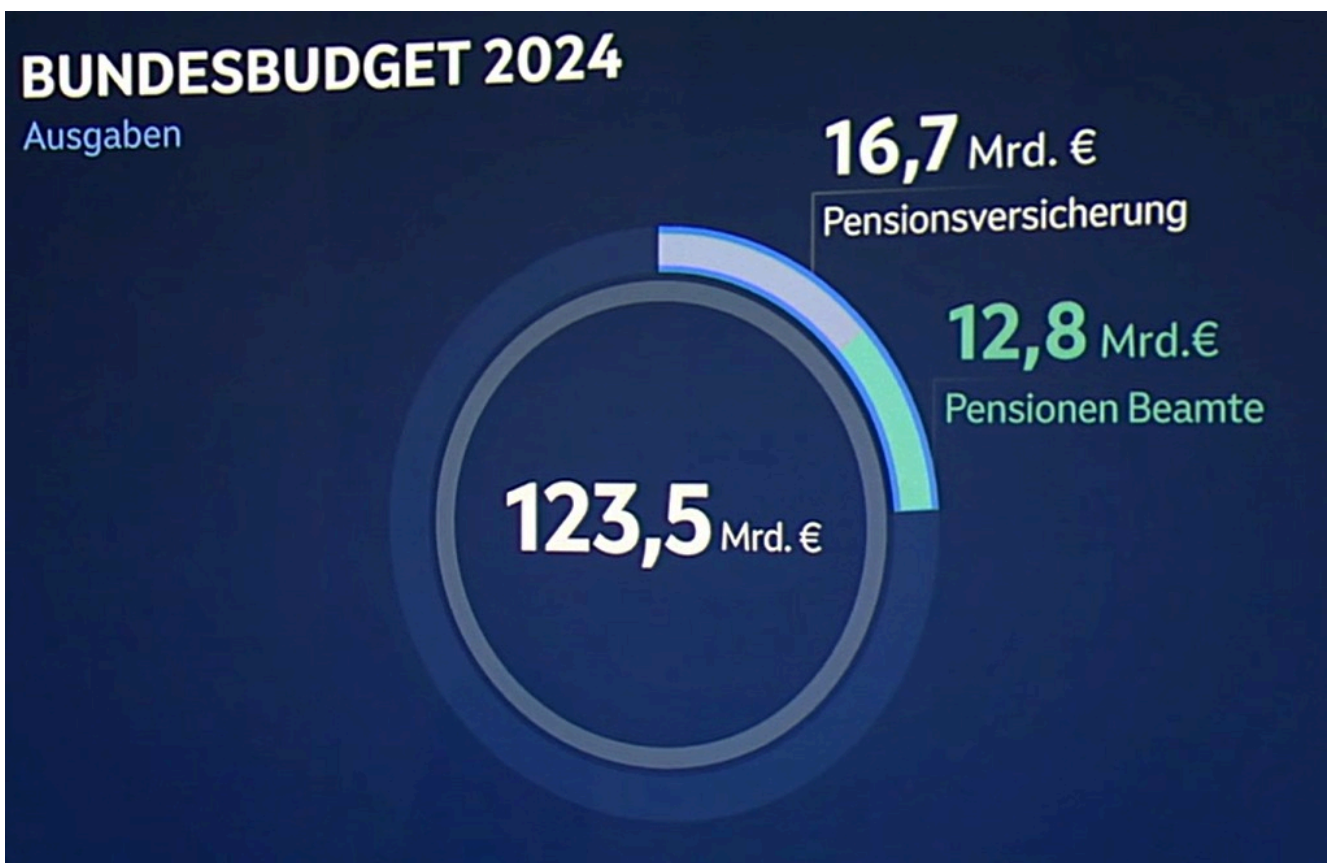 BUNDESBUDGET 2024
Ausgaben
16,7 Mrd. €
Pensionsversicherung
12,8 Mrd.€
Pensionen Beamte
123,5 Mrd. €